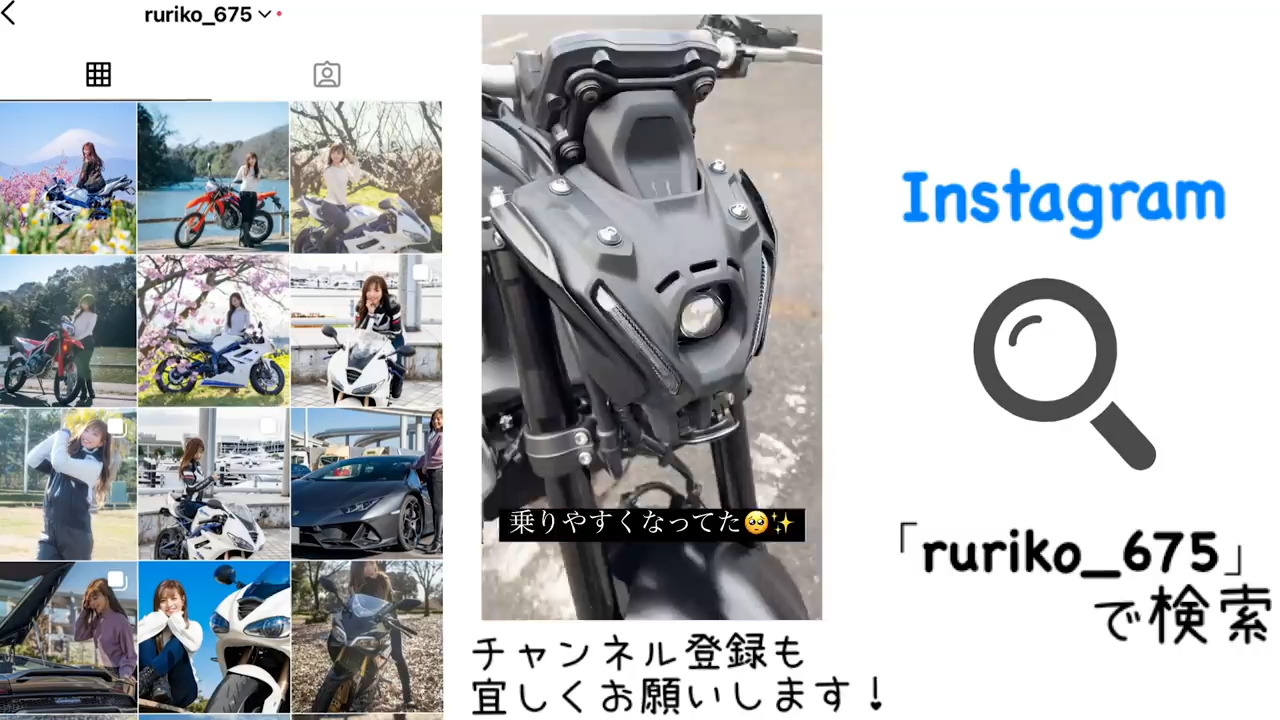 ruriko_675
乗りやすくなってた🥺✨
チャンネル登録も
宜しくお願いします！
Instagram
「ruriko_675」
で検索